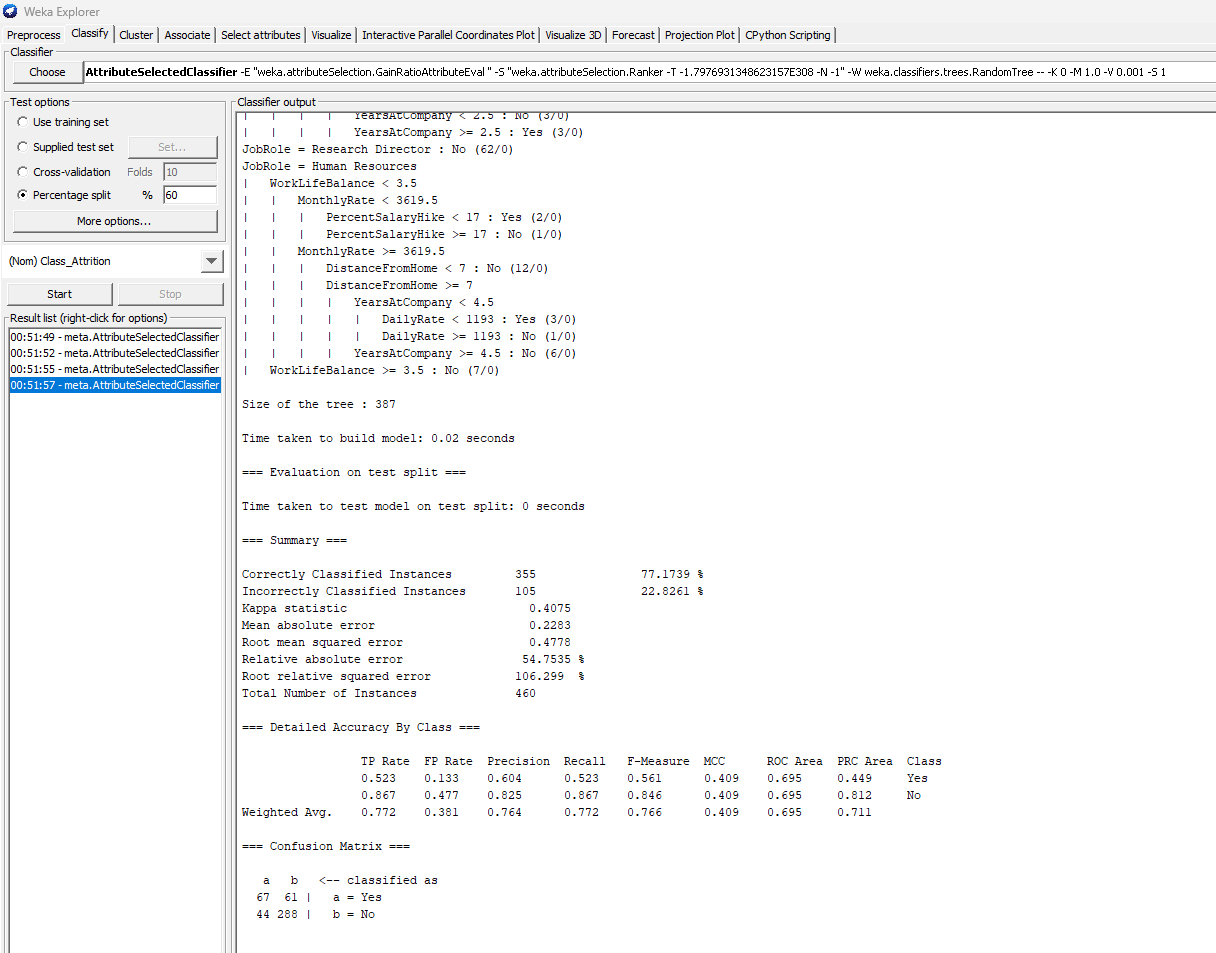 Weka Explorer
Preprocess Classify Cluster Associate Select attributes Visualize Interactive Parallel Coordinates Plot Visualize 3D Forecast Projection Plot CPython Scripting
Classifier
Choose AttributeSelectedClassifier -E "weka.attributeSelection.GainRatioAttributeEval " -S "weka.attributeSelection.Ranker -T -1.7976931348623157E308 -N -1" -W weka.classifiers.trees.RandomTree -- -K 0 -M 1.0 -V 0.001 -S 1
Test options
Use training set
Supplied test set Set...
Cross-validation Folds 10
Percentage split % 60
More options...
(Nom) Class_Attrition
Start Stop
Result list (right-click for options)
00:51:49 - meta.AttributeSelectedClassifier
00:51:52 - meta.AttributeSelectedClassifier
00:51:55 - meta.AttributeSelectedClassifier
00:51:57 - meta.AttributeSelectedClassifier
Classifier output
| | | | YearsAtCompany < 2.5 : No (3/0)
| | | | YearsAtCompany >= 2.5 : Yes (3/0)
JobRole = Research Director : No (62/0)
JobRole = Human Resources
| WorkLifeBalance < 3.5
| | MonthlyRate < 3619.5
| | | PercentSalaryHike < 17 : Yes (2/0)
| | | PercentSalaryHike >= 17 : No (1/0)
| | MonthlyRate >= 3619.5
| | | DistanceFromHome < 7 : No (12/0)
| | | DistanceFromHome >= 7
| | | | YearsAtCompany < 4.5
| | | | | DailyRate < 1193 : Yes (3/0)
| | | | | DailyRate >= 1193 : No (1/0)
| | | | YearsAtCompany >= 4.5 : No (6/0)
| WorkLifeBalance >= 3.5 : No (7/0)
Size of the tree : 387
Time taken to build model: 0.02 seconds
=== Evaluation on test split ===
Time taken to test model on test split: 0 seconds
=== Summary ===
Correctly Classified Instances 355 77.1739 %
Incorrectly Classified Instances 105 22.8261 %
Kappa statistic 0.4075
Mean absolute error 0.2283
Root mean squared error 0.4778
Relative absolute error 54.7535 %
Root relative squared error 106.299 %
Total Number of Instances 460
=== Detailed Accuracy By Class ===
TP Rate FP Rate Precision Recall F-Measure MCC ROC Area PRC Area Class
0.523 0.133 0.604 0.523 0.561 0.409 0.695 0.449 Yes
0.867 0.477 0.825 0.867 0.846 0.409 0.695 0.812 No
Weighted Avg. 0.772 0.381 0.764 0.772 0.766 0.409 0.695 0.711
=== Confusion Matrix ===
a b <-- classified as
67 61 | a = Yes
44 288 | b = No